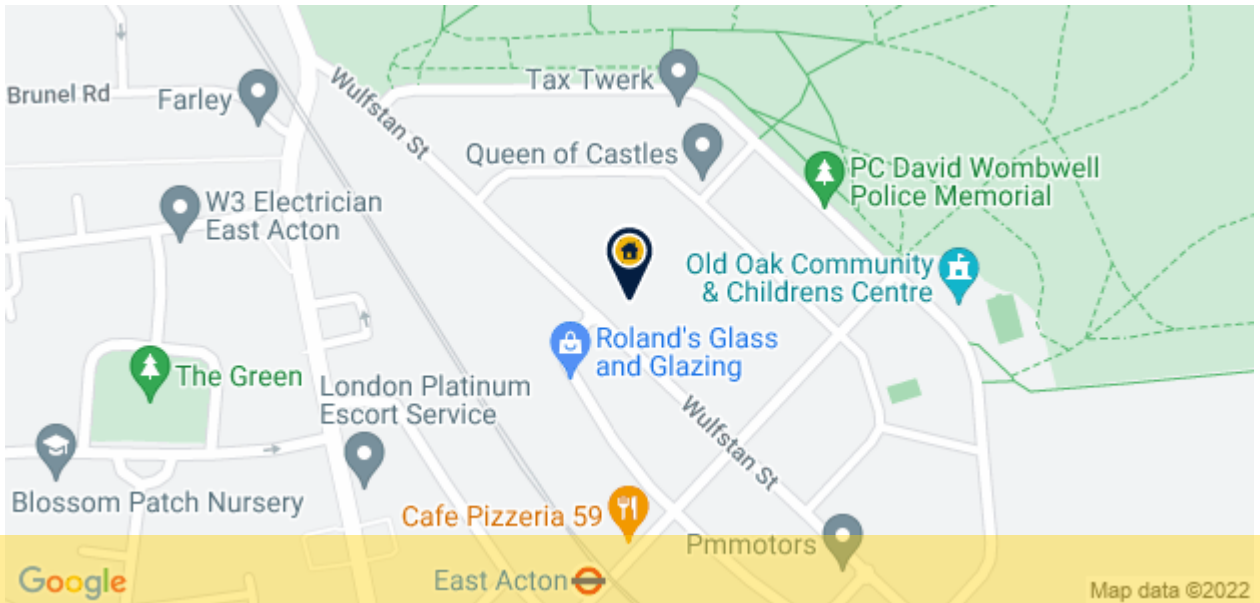 Tax Twerk
Wulfstan St
Brunel Rd
Farley
Queen of Castles
PC David Wombwell
Police Memorial
W3 Electrician
East Acton
Old Oak Community
& Childrens Centre
Roland's Glass
and Glazing
The Green
London Platinum
Escort Service
Wulfstan St
Blossom Patch Nursery
Cafe Pizzeria 59
Pmmotors
East Acton
Google
Map data ©2022